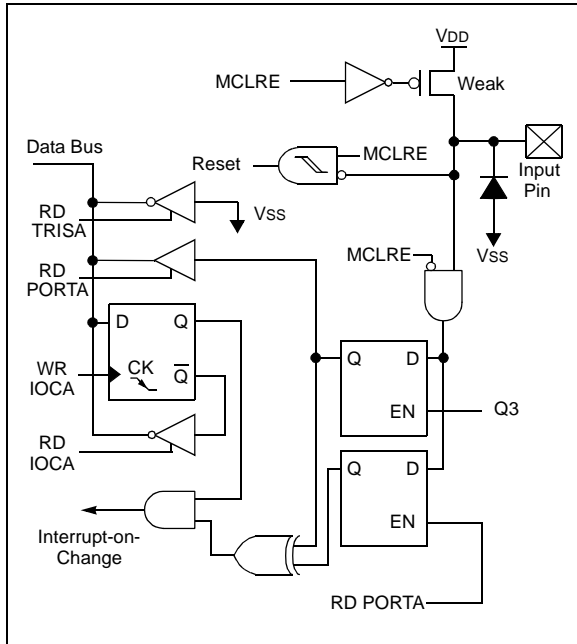 VDD
MCLRE
Weak
Data Bus
Reset
MCLRE
Input
Pin
RD
TRISA
VSS
VSS
RD
PORTA
MCLRE
D
Q
Q
D
WR
IOCA
CK
Q
EN
Q3
RD
IOCA
Q
D
EN
Interrupt-on-
Change
RD PORTA